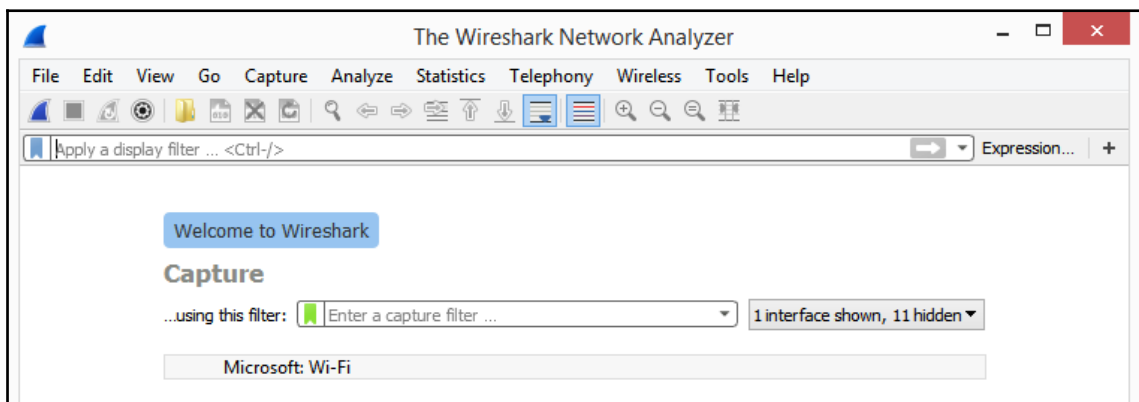 The Wireshark Network Analyzer
File Edit View Go Capture Analyze Statistics Telephony Wireless Tools Help
Apply a display filter ... <Ctrl-/> Expression... +
Welcome to Wireshark
Capture
...using this filter: Enter a capture filter ... 1 interface shown, 11 hidden
Microsoft: Wi-Fi